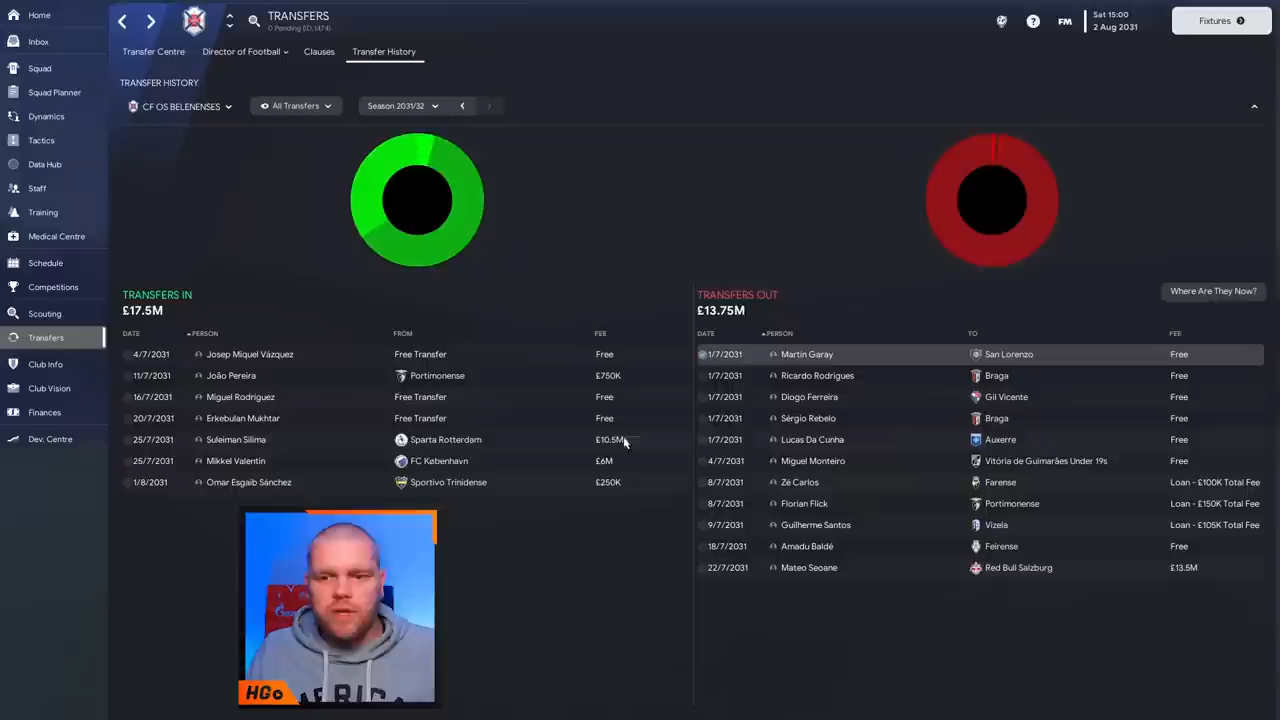 Home
Inbox
Squad
Squad Planner
Dynamics
Tactics
Data Hub
Staff
Training
Medical Centre
Schedule
Competitions
Scouting
Transfers
Club Info
Club Vision
Finances
Dev. Centre
TRANSFERS
FM
Sat 15:00
2 Aug 2031
Fixtures
Transfer Centre
Director of Football
Clauses
Transfer History
TRANSFER HISTORY
CF OS BELENENSES
All Transfers
Season 2031/32
TRANSFERS IN
£17.5M
DATE PERSON FROM FEE
4/7/2031 Josep Miquel Vázquez Free Transfer Free
11/7/2031 João Pereira Portimonense £750K
16/7/2031 Miguel Rodríguez Free Transfer Free
20/7/2031 Erkebulan Mukhtar Free Transfer Free
25/7/2031 Suleiman Silima Sparta Rotterdam £10.5M
25/7/2031 Mikkel Valentin FC København £6M
1/8/2031 Omar Esgaib Sánchez Sportivo Trinidense £250K
TRANSFERS OUT
£13.75M
Where Are They Now?
DATE PERSON TO FEE
1/7/2031 Martín Garay San Lorenzo Free
1/7/2031 Ricardo Rodrigues Braga Free
1/7/2031 Diogo Ferreira Gil Vicente Free
1/7/2031 Sérgio Rebelo Braga Free
1/7/2031 Lucas Da Cunha Auxerre Free
4/7/2031 Miguel Monteiro Vitória de Guimarães Under 19s Free
8/7/2031 Zé Carlos Farense Loan - £100K Total Fee
8/7/2031 Florian Flick Portimonense Loan - £150K Total Fee
9/7/2031 Guilherme Santos Vizela Loan - £105K Total Fee
18/7/2031 Amadu Baldé Feirense Free
22/7/2031 Mateo Seoane Red Bull Salzburg £13.5M
HGo